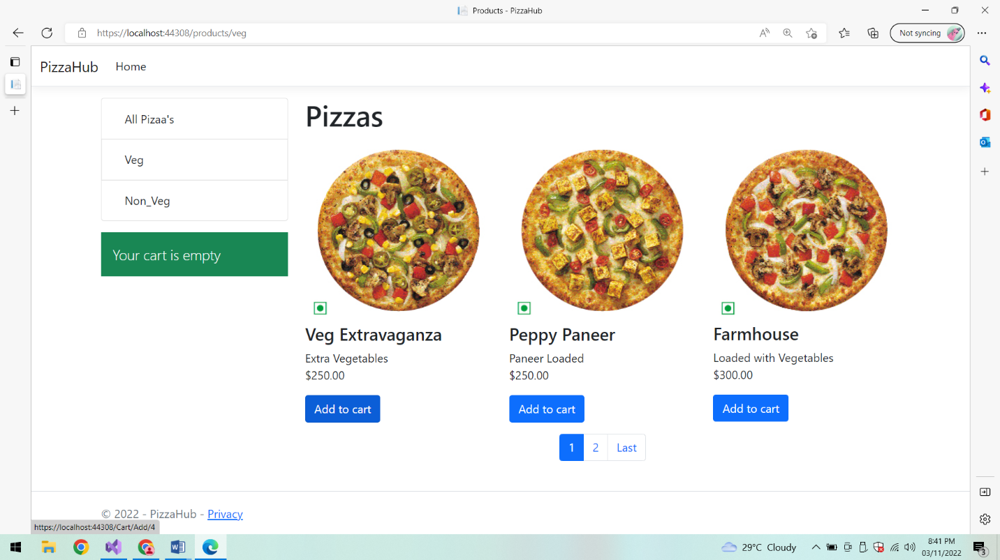 Products - PizzaHub
https://localhost:44308/products/veg
Not syncing
PizzaHub
Home
All Pizaa's
Veg
Non_Veg
Your cart is empty
Pizzas
Veg Extravaganza
Extra Vegetables
$250.00
Add to cart
Peppy Paneer
Paneer Loaded
$250.00
Add to cart
Farmhouse
Loaded with Vegetables
$300.00
Add to cart
1 2 Last
© 2022 - PizzaHub - Privacy
https://localhost:44308/Cart/Add/4
29°C Cloudy
8:41 PM
03/11/2022
3